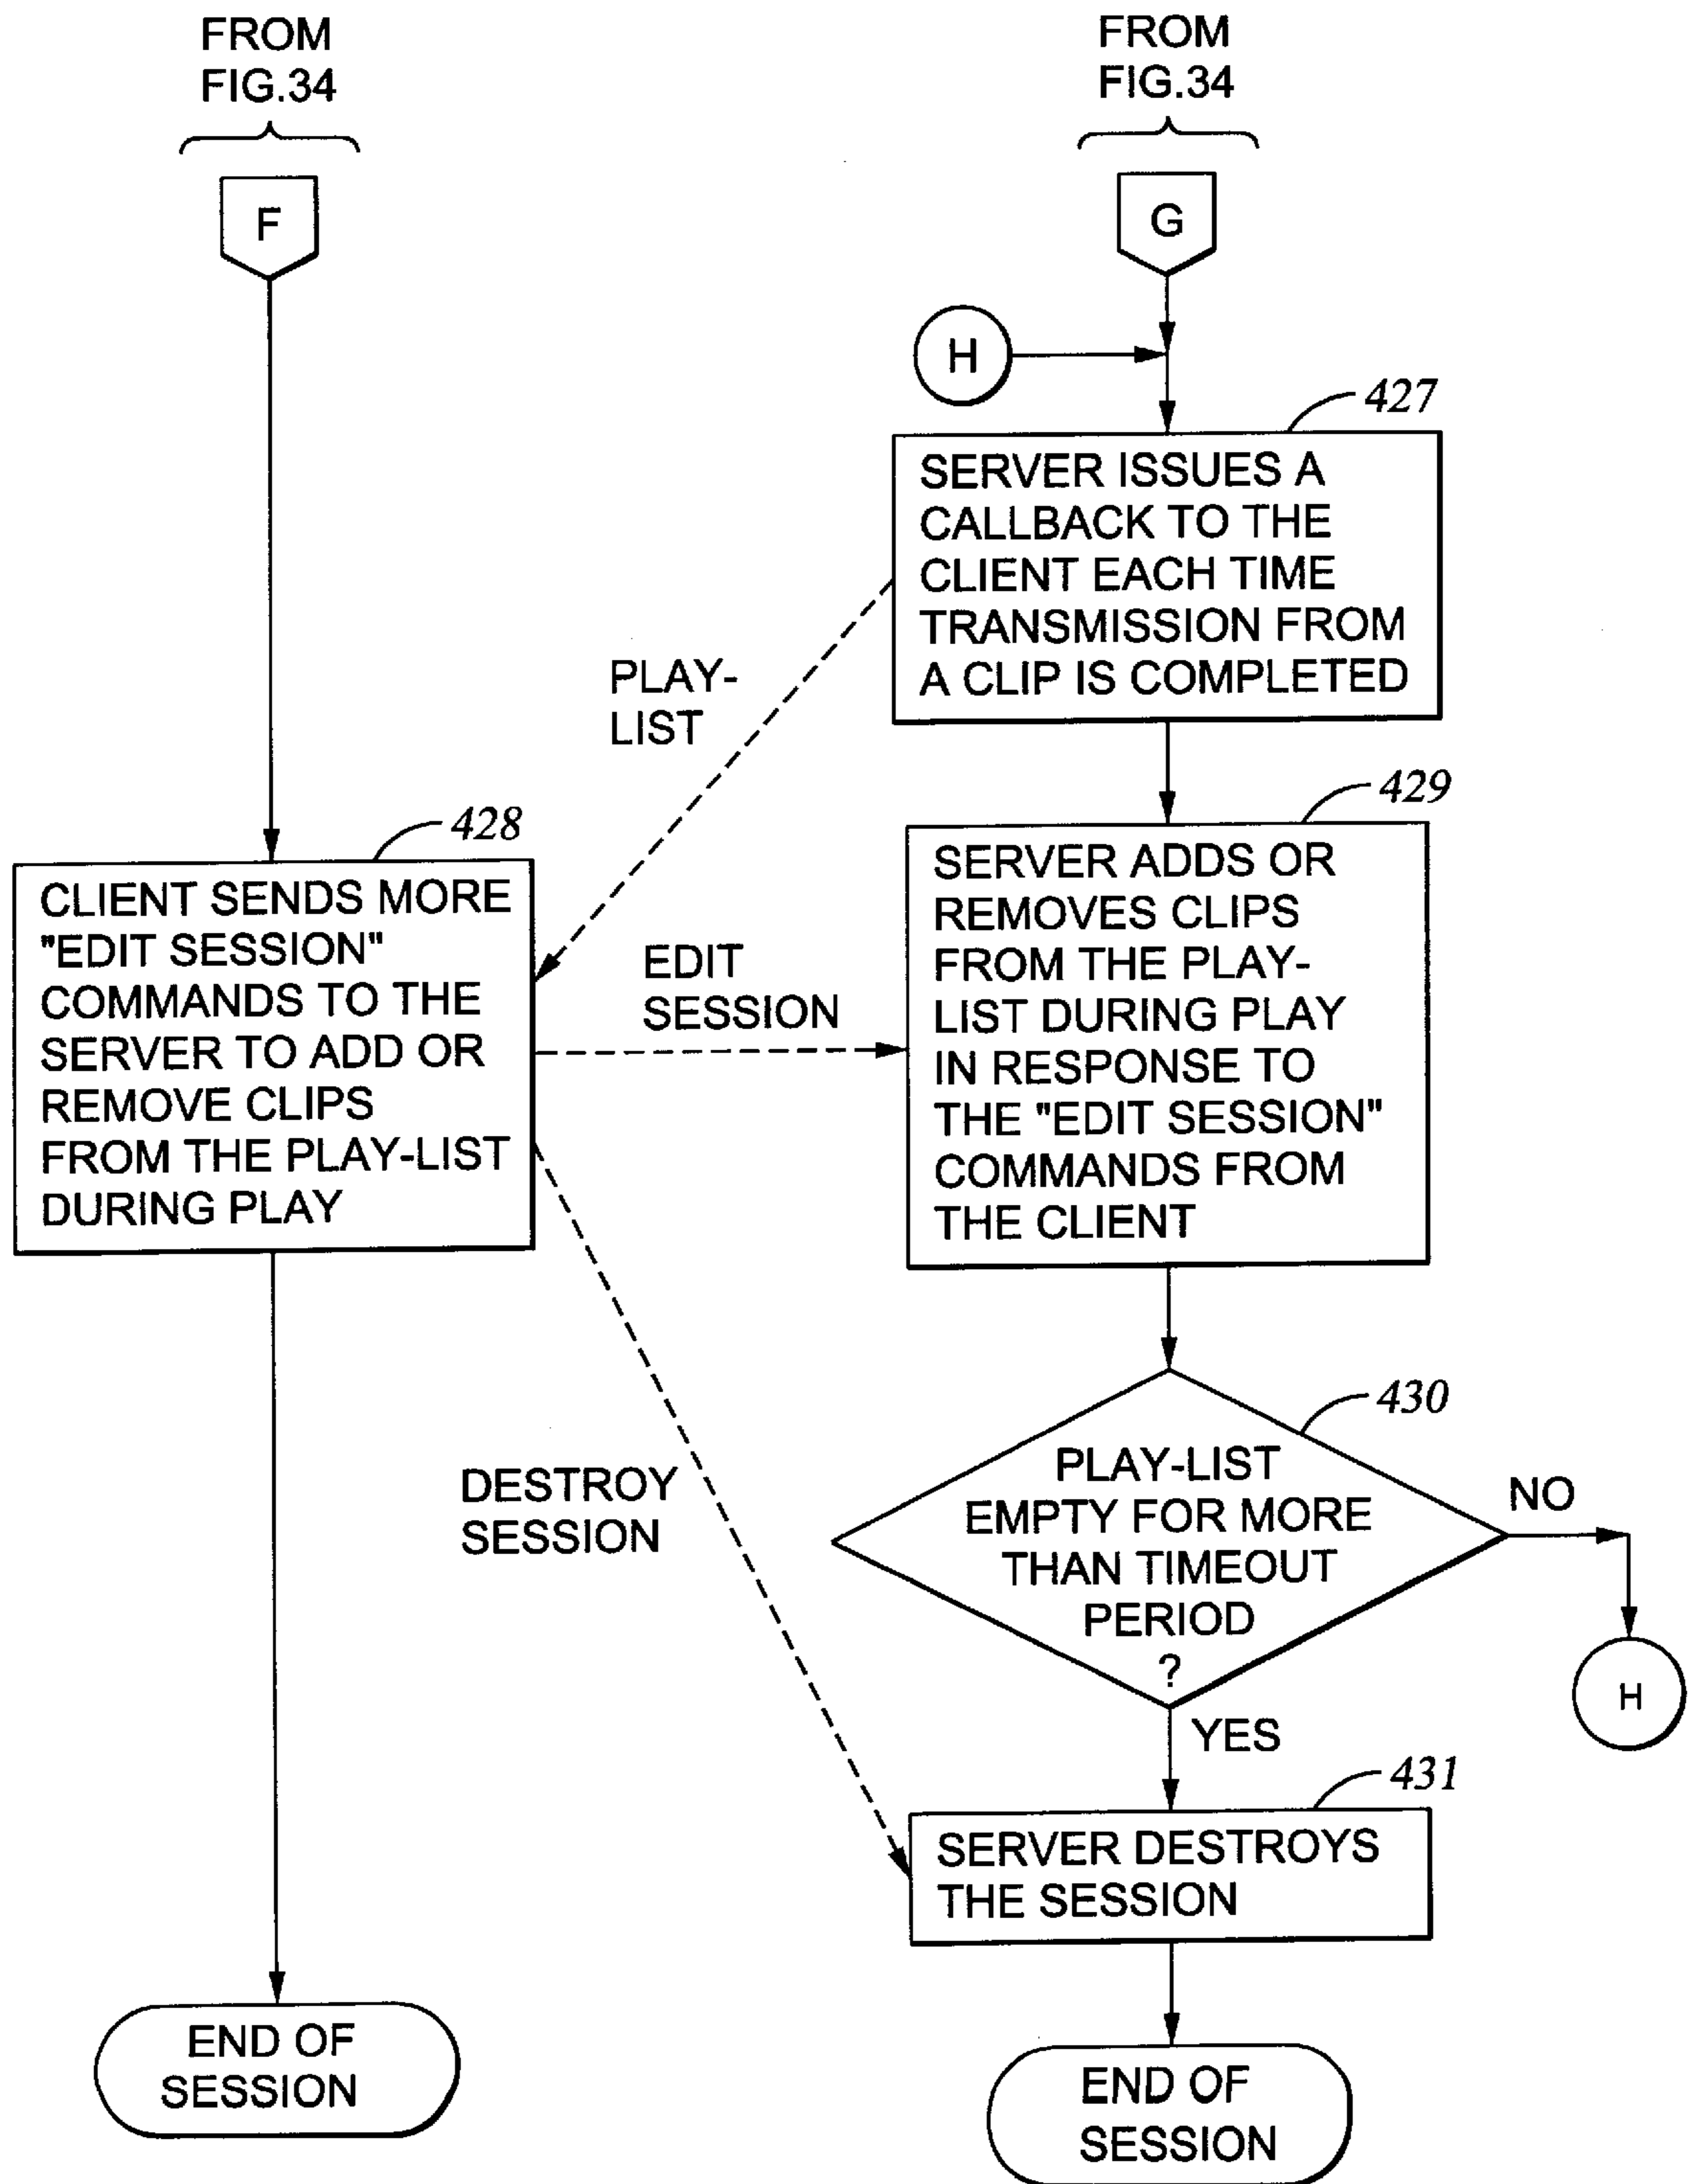 FROM
FIG.34
F
FROM
FIG.34
G
H
427
SERVER ISSUES A
CALLBACK TO THE
CLIENT EACH TIME
TRANSMISSION FROM
A CLIP IS COMPLETED
PLAY-
LIST
428
CLIENT SENDS MORE
"EDIT SESSION"
COMMANDS TO THE
SERVER TO ADD OR
REMOVE CLIPS
FROM THE PLAY-LIST
DURING PLAY
EDIT
SESSION
429
SERVER ADDS OR
REMOVES CLIPS
FROM THE PLAY-
LIST DURING PLAY
IN RESPONSE TO
THE "EDIT SESSION"
COMMANDS FROM
THE CLIENT
DESTROY
SESSION
430
PLAY-LIST
EMPTY FOR MORE
THAN TIMEOUT
PERIOD
?
NO
H
YES
431
SERVER DESTROYS
THE SESSION
END OF
SESSION
END OF
SESSION